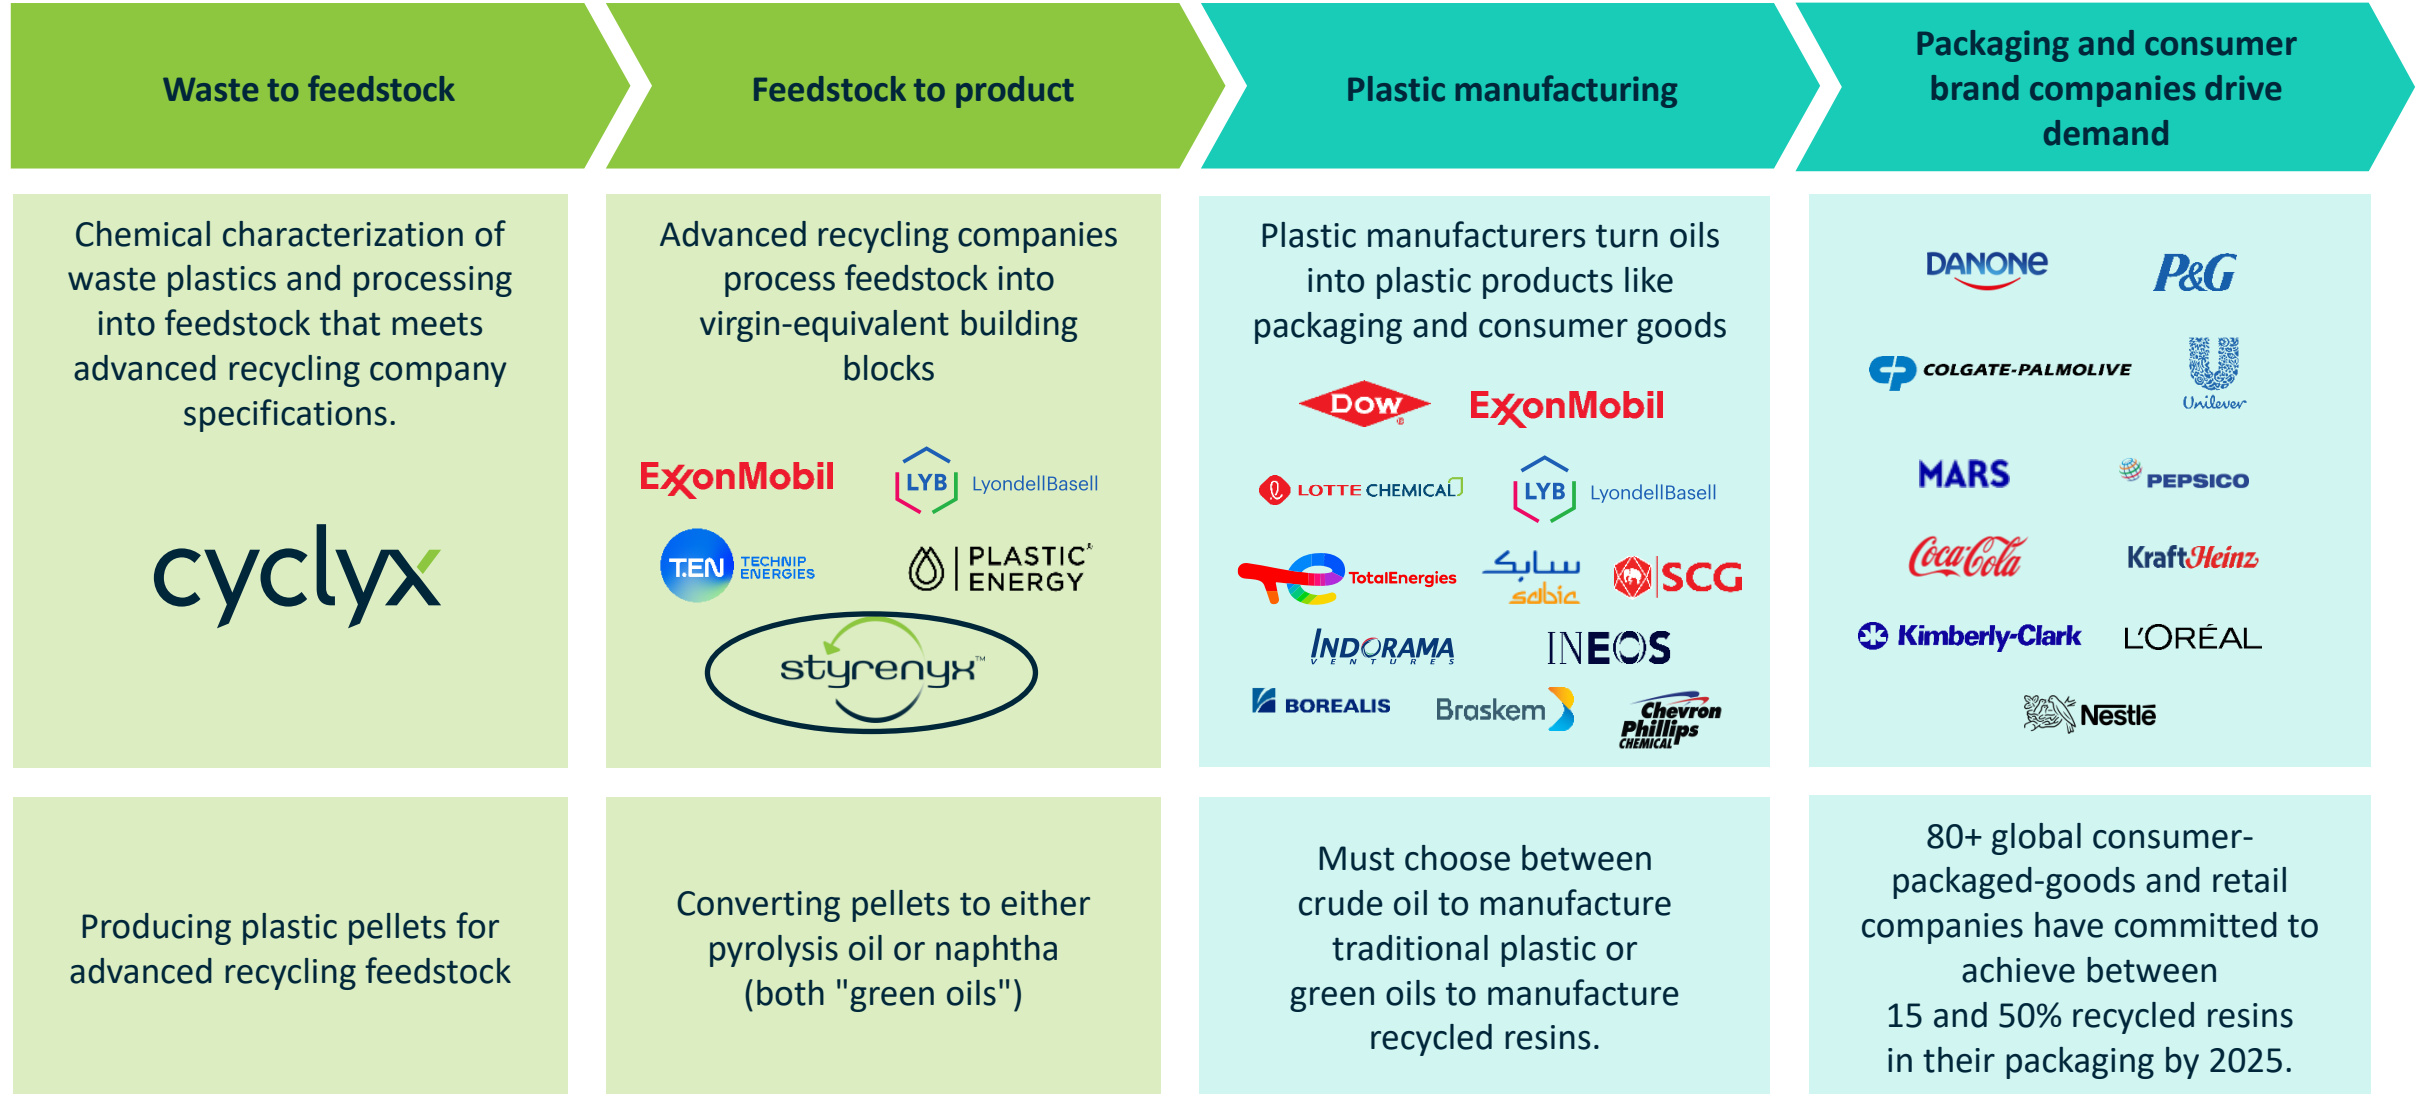 Waste to feedstock
Feedstock to product
Plastic manufacturing
Packaging and consumer
brand companies drive
demand
Chemical characterization of
waste plastics and processing
into feedstock that meets
advanced recycling company
specifications.
cyclyx
Advanced recycling companies
process feedstock into
virgin-equivalent building
blocks
ExxonMobil
LYB LyondellBasell
T.EN TECHNIP
ENERGIES
PLASTIC
ENERGY
styrenyx™
Plastic manufacturers turn oils
into plastic products like
packaging and consumer goods
DOW®
ExxonMobil
LOTTE CHEMICAL
LYB LyondellBasell
TotalEnergies
سابك
sabic
SCG
INDORAMA
VENTURES
INEOS
BOREALIS
Braskem
Chevron
Phillips
CHEMICAL
DANONE
P&G
COLGATE-PALMOLIVE
Unilever
MARS
PEPSICO
Coca-Cola
KraftHeinz
Kimberly-Clark
L'ORÉAL
Nestlé
Producing plastic pellets for
advanced recycling feedstock
Converting pellets to either
pyrolysis oil or naphtha
(both "green oils")
Must choose between
crude oil to manufacture
traditional plastic or
green oils to manufacture
recycled resins.
80+ global consumer-
packaged-goods and retail
companies have committed to
achieve between
15 and 50% recycled resins
in their packaging by 2025.